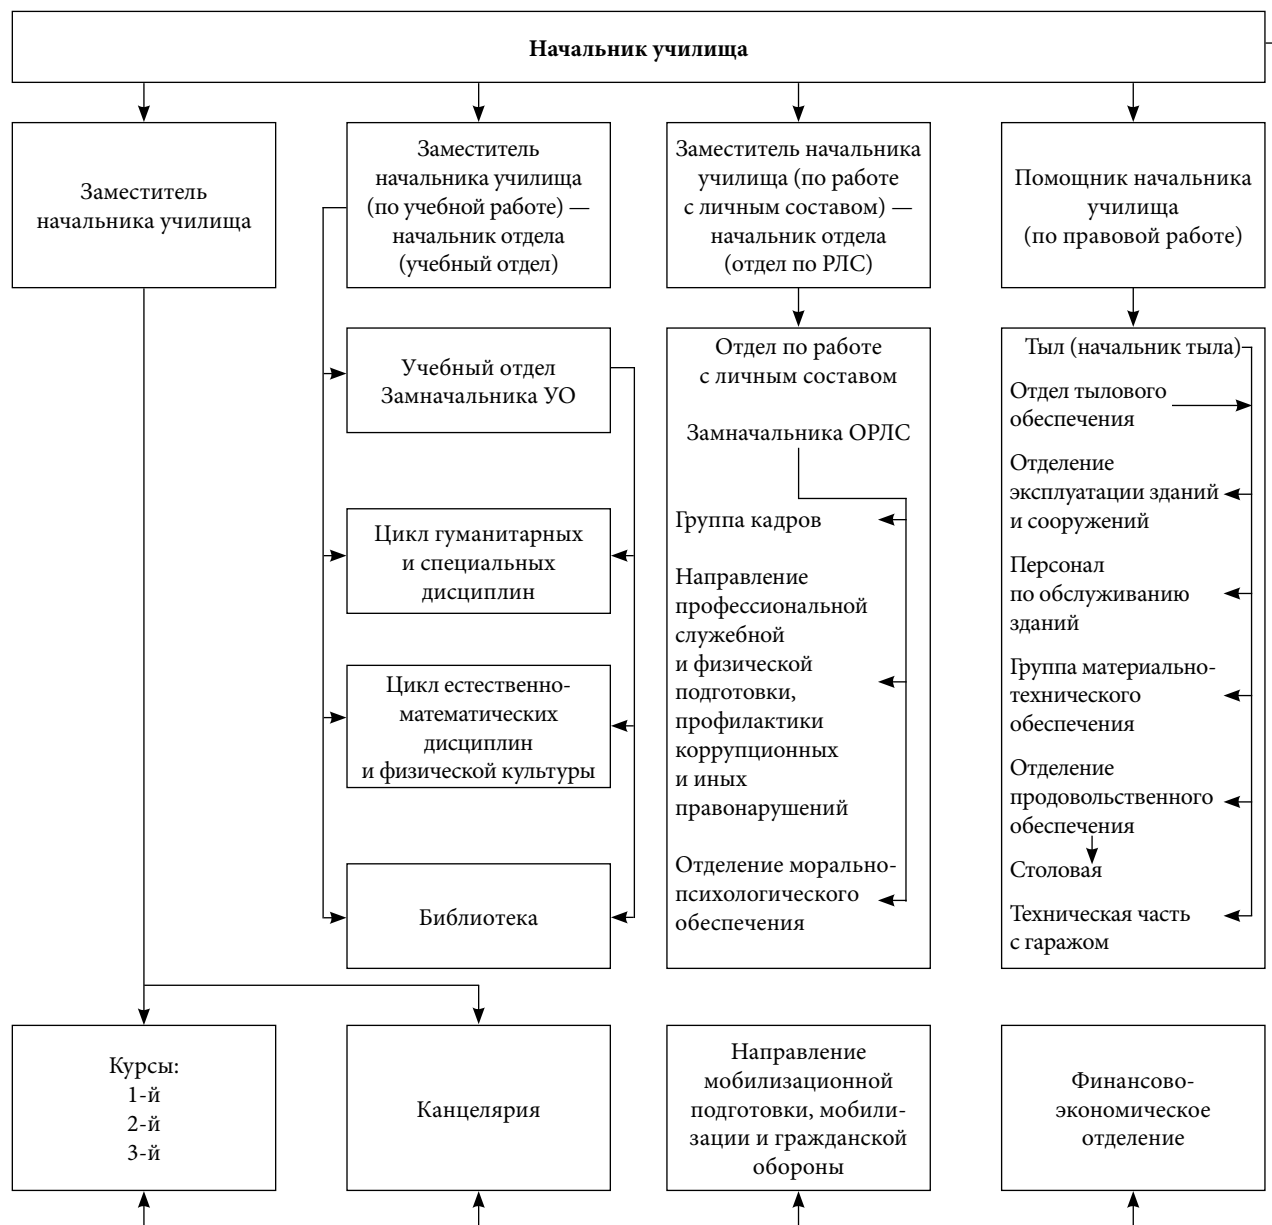 Начальник училища
Заместитель
начальника училища
Заместитель
начальника училища
(по учебной работе) —
начальник отдела
(учебный отдел)
Заместитель начальника
училища (по работе
с личным составом) —
начальник отдела
(отдел по РЛС)
Помощник начальника
училища
(по правовой работе)
Учебный отдел
Замначальника УО
Цикл гуманитарных
и специальных
дисциплин
Цикл естественно-
математических
дисциплин
и физической культуры
Библиотека
Отдел по работе
с личным составом
Замначальника ОРЛС
Группа кадров
Направление
профессиональной
служебной
и физической
подготовки,
профилактики
коррупционных
и иных
правонарушений
Отделение морально-
психологического
обеспечения
Тыл (начальник тыла)
Отдел тылового
обеспечения
Отделение
эксплуатации зданий
и сооружений
Персонал
по обслуживанию
зданий
Группа материально-
технического
обеспечения
Отделение
продовольственного
обеспечения
Столовая
Техническая часть
с гаражом
Курсы:
1-й
2-й
3-й
Канцелярия
Направление
мобилизационной
подготовки, мобили-
зации и гражданской
обороны
Финансово-
экономическое
отделение